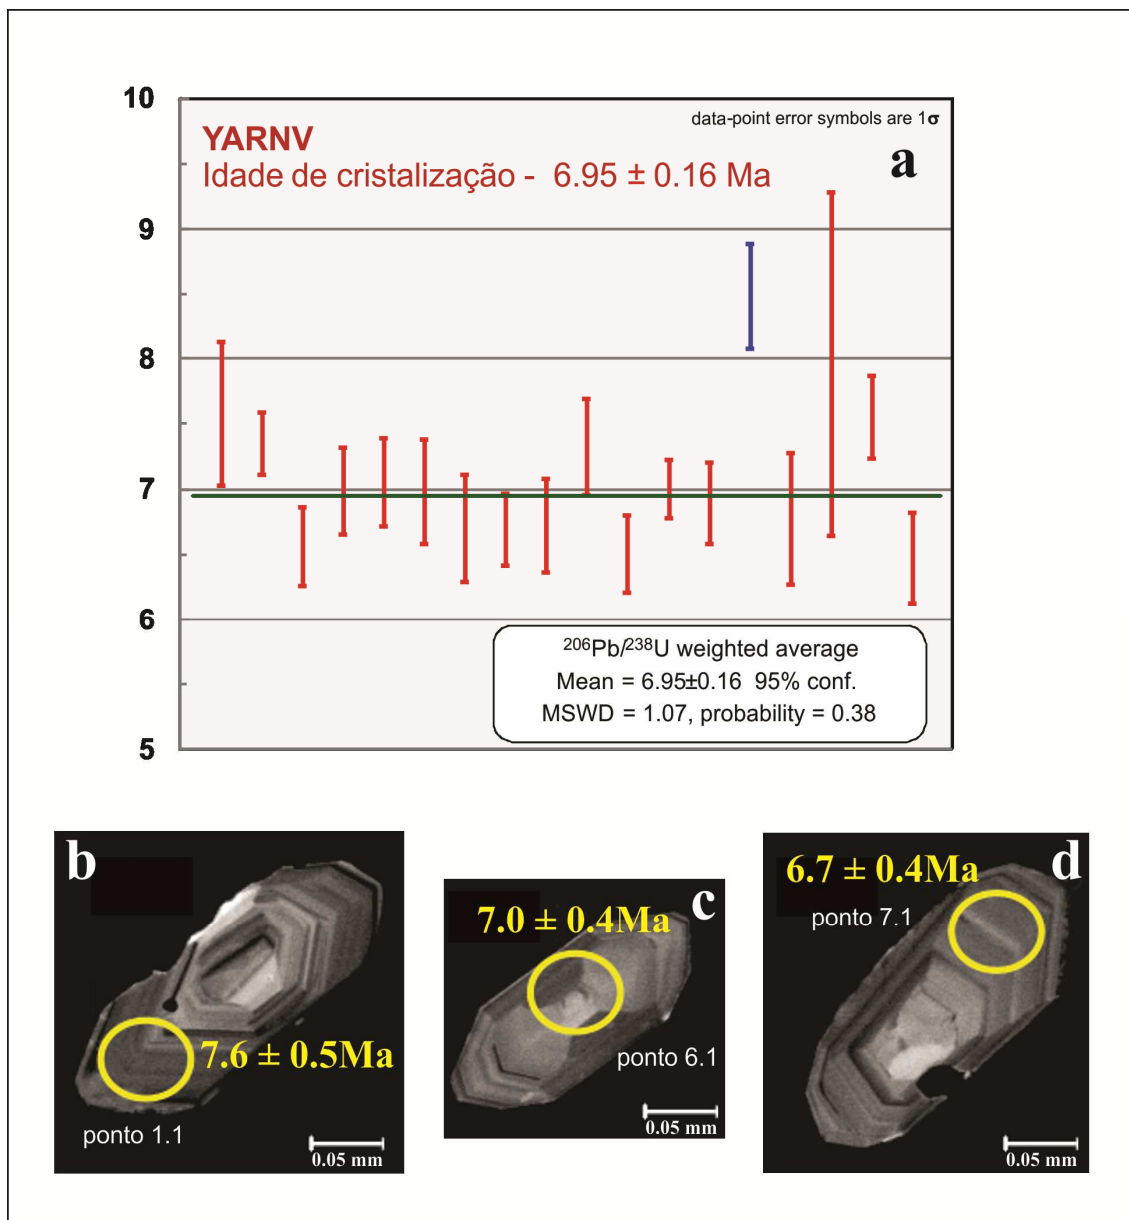 10
9
8
7
6
5
data-point error symbols are 1σ
YARNV
a
Idade de cristalização - 6.95 ± 0.16 Ma
²⁰⁶Pb/²³⁸U weighted average
Mean = 6.95±0.16 95% conf.
MSWD = 1.07, probability = 0.38
b
7.6 ± 0.5Ma
ponto 1.1
0.05 mm
c
7.0 ± 0.4Ma
ponto 6.1
0.05 mm
d
6.7 ± 0.4Ma
ponto 7.1
0.05 mm